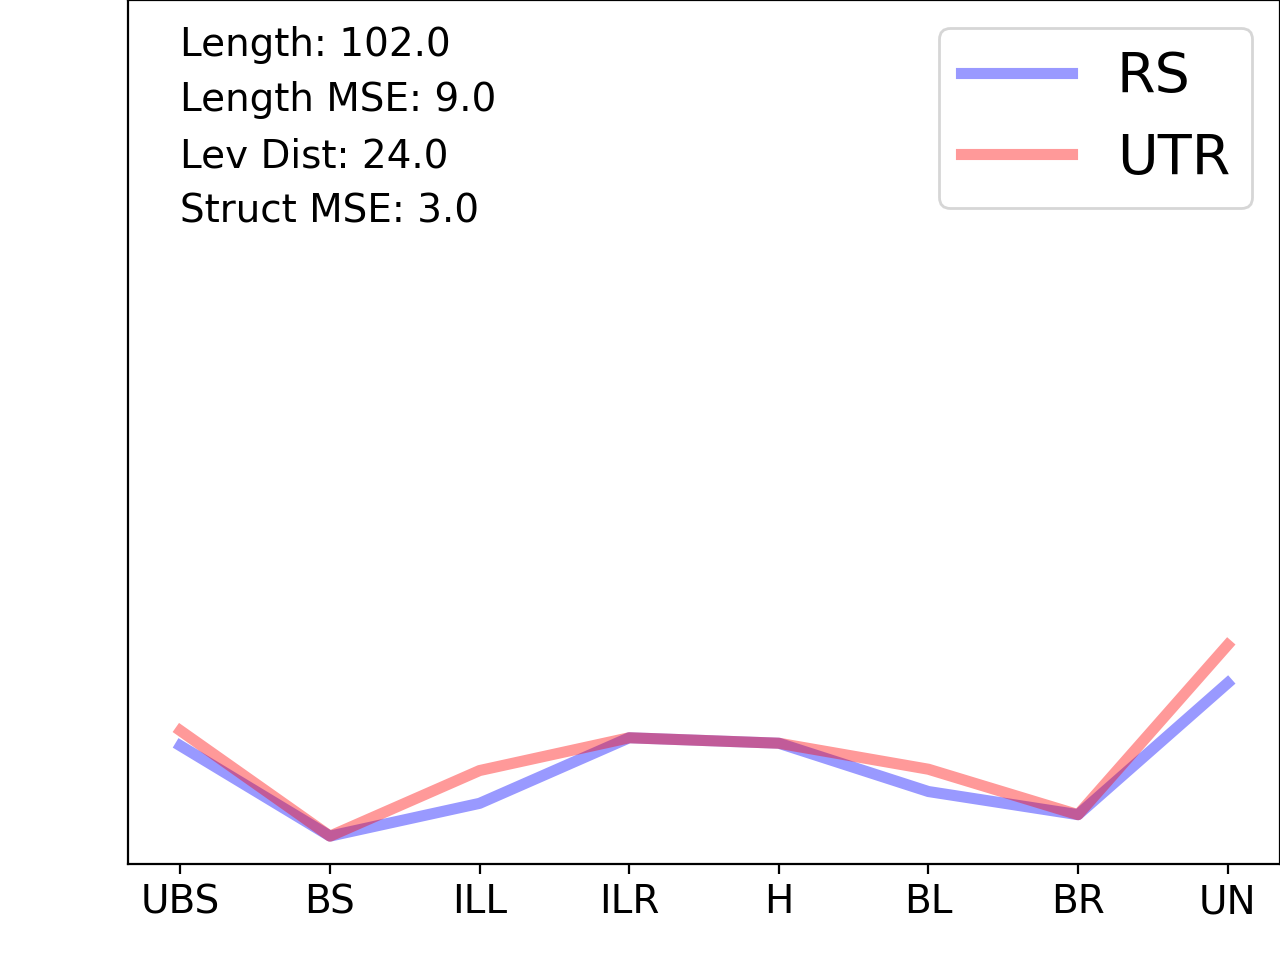 Length: 102.0
Length MSE: 9.0
Lev Dist: 24.0
Struct MSE: 3.0
RS
UTR
UBS BS ILL ILR H BL BR UN